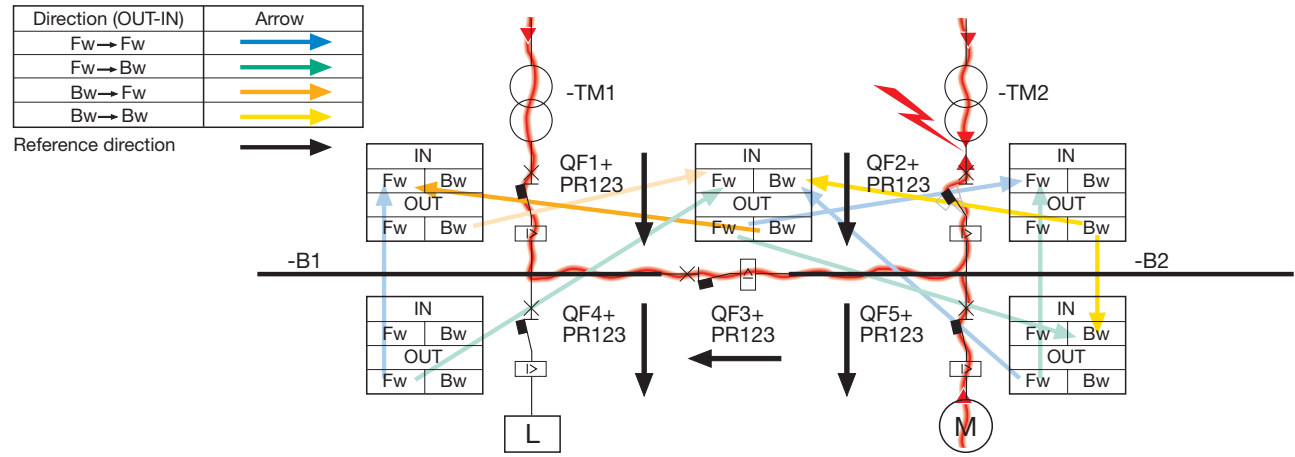 Direction (OUT-IN) Arrow
Fw→Fw
Fw→Bw
Bw→Fw
Bw→Bw
Reference direction
-TM1
-TM2
IN
Fw Bw
OUT
Fw Bw
QF1+
PR123
IN
Fw Bw
OUT
Fw Bw
QF2+
PR123
IN
Fw Bw
OUT
Fw Bw
-B1
-B2
IN
Fw Bw
OUT
Fw Bw
QF4+
PR123
QF3+
PR123
QF5+
PR123
IN
Fw Bw
OUT
Fw Bw
L
M